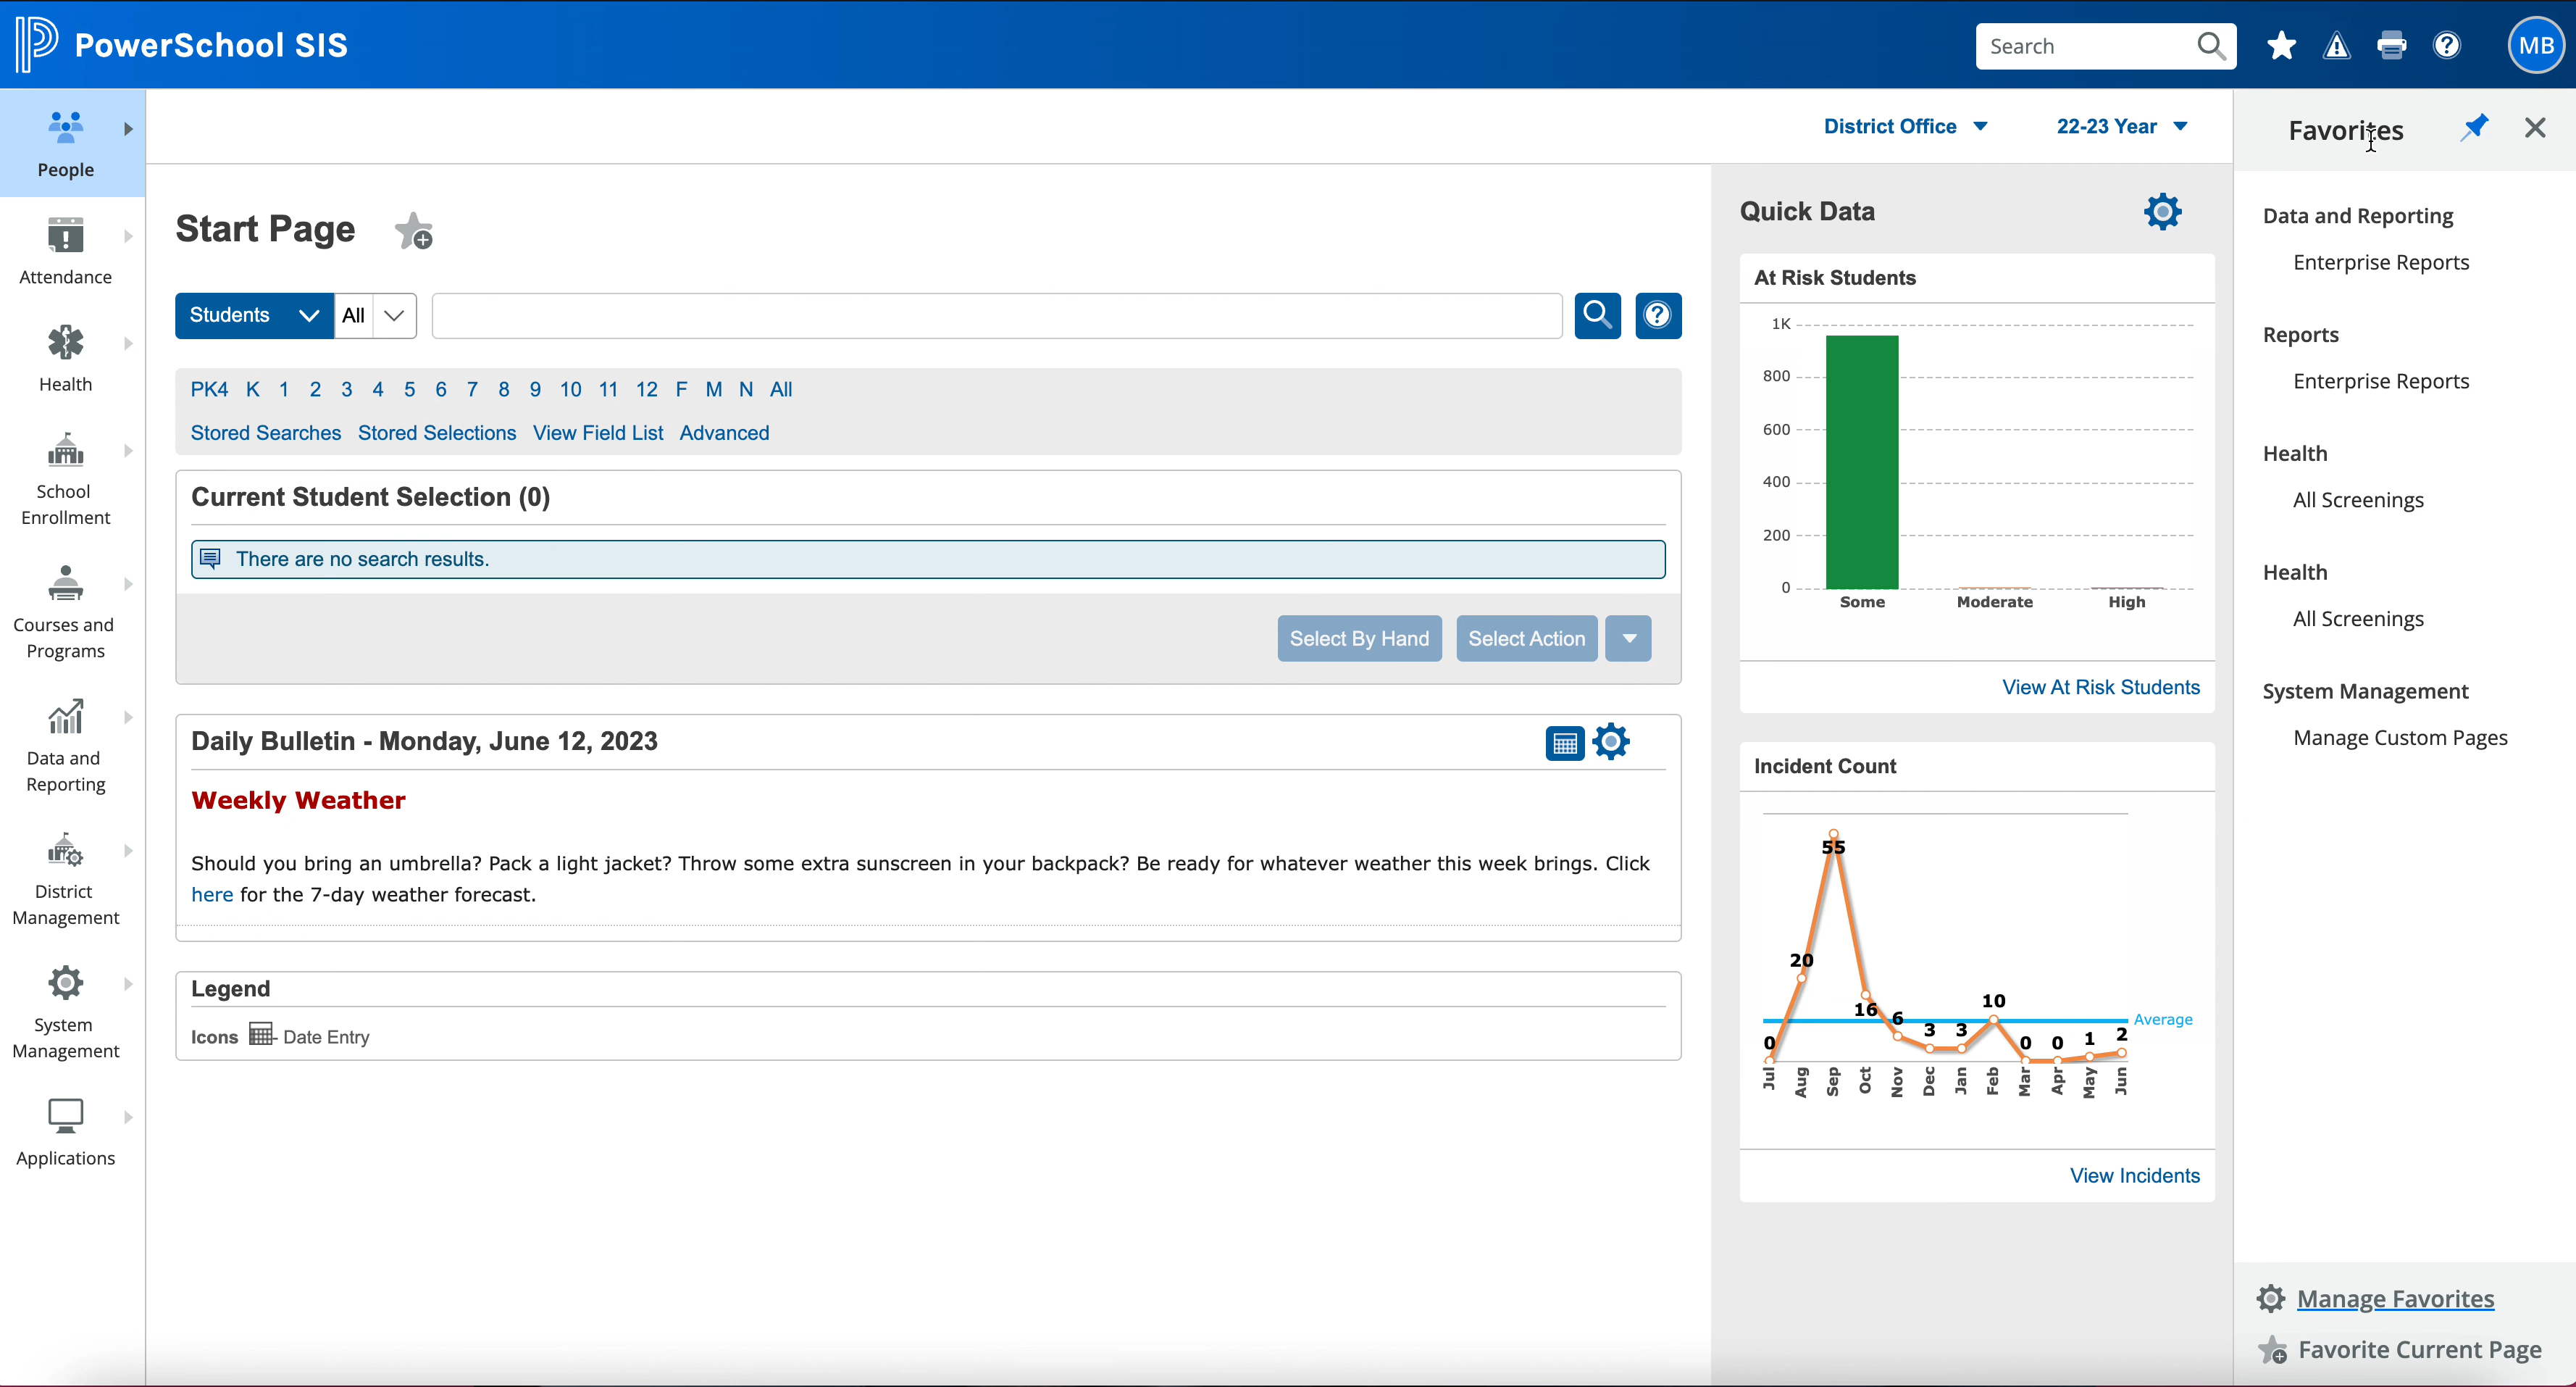 PowerSchool SIS
Search
MB
People
Attendance
Health
School
Enrollment
Courses and
Programs
Data and
Reporting
District
Management
System
Management
Applications
District Office
22-23 Year
Start Page
Students
All
PK4 K 1 2 3 4 5 6 7 8 9 10 11 12 F M N All
Stored Searches Stored Selections View Field List Advanced
Current Student Selection (0)
There are no search results.
Select By Hand Select Action
Daily Bulletin - Monday, June 12, 2023
Weekly Weather
Should you bring an umbrella? Pack a light jacket? Throw some extra sunscreen in your backpack? Be ready for whatever weather this week brings. Click
here for the 7-day weather forecast.
Legend
Icons - Date Entry
Quick Data
At Risk Students
1K
800
600
400
200
0
Some Moderate High
View At Risk Students
Incident Count
0 20 55 16 6 3 3 10 0 0 1 2
Average
Jul Aug Sep Oct Nov Dec Jan Feb Mar Apr May Jun
View Incidents
Favorites
Data and Reporting
Enterprise Reports
Reports
Enterprise Reports
Health
All Screenings
Health
All Screenings
System Management
Manage Custom Pages
Manage Favorites
Favorite Current Page